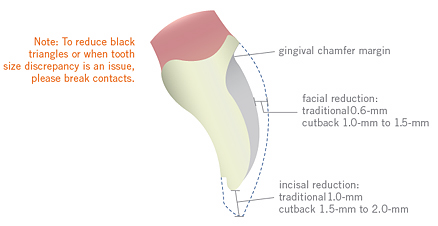 Note: To reduce black
triangles or when tooth
size discrepancy is an issue,
please break contacts.
gingival chamfer margin
facial reduction:
traditional 0.6-mm
cutback 1.0-mm to 1.5-mm
incisal reduction:
traditional 1.0-mm
cutback 1.5-mm to 2.0-mm